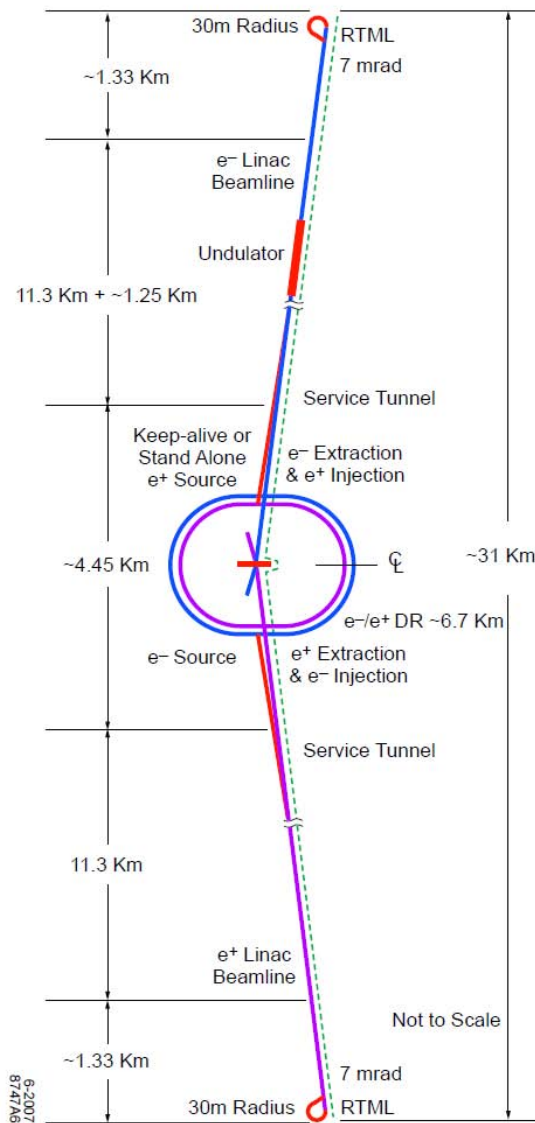 30m Radius
RTML
7 mrad
~1.33 Km
e– Linac
Beamline
Undulator
11.3 Km + ~1.25 Km
Service Tunnel
Keep-alive or
Stand Alone
e+ Source
e– Extraction
& e+ Injection
℄
~31 Km
~4.45 Km
e–/e+ DR ~6.7 Km
e– Source
e+ Extraction
& e– Injection
Service Tunnel
11.3 Km
e+ Linac
Beamline
Not to Scale
~1.33 Km
7 mrad
30m Radius
RTML
6-2007
8747A6